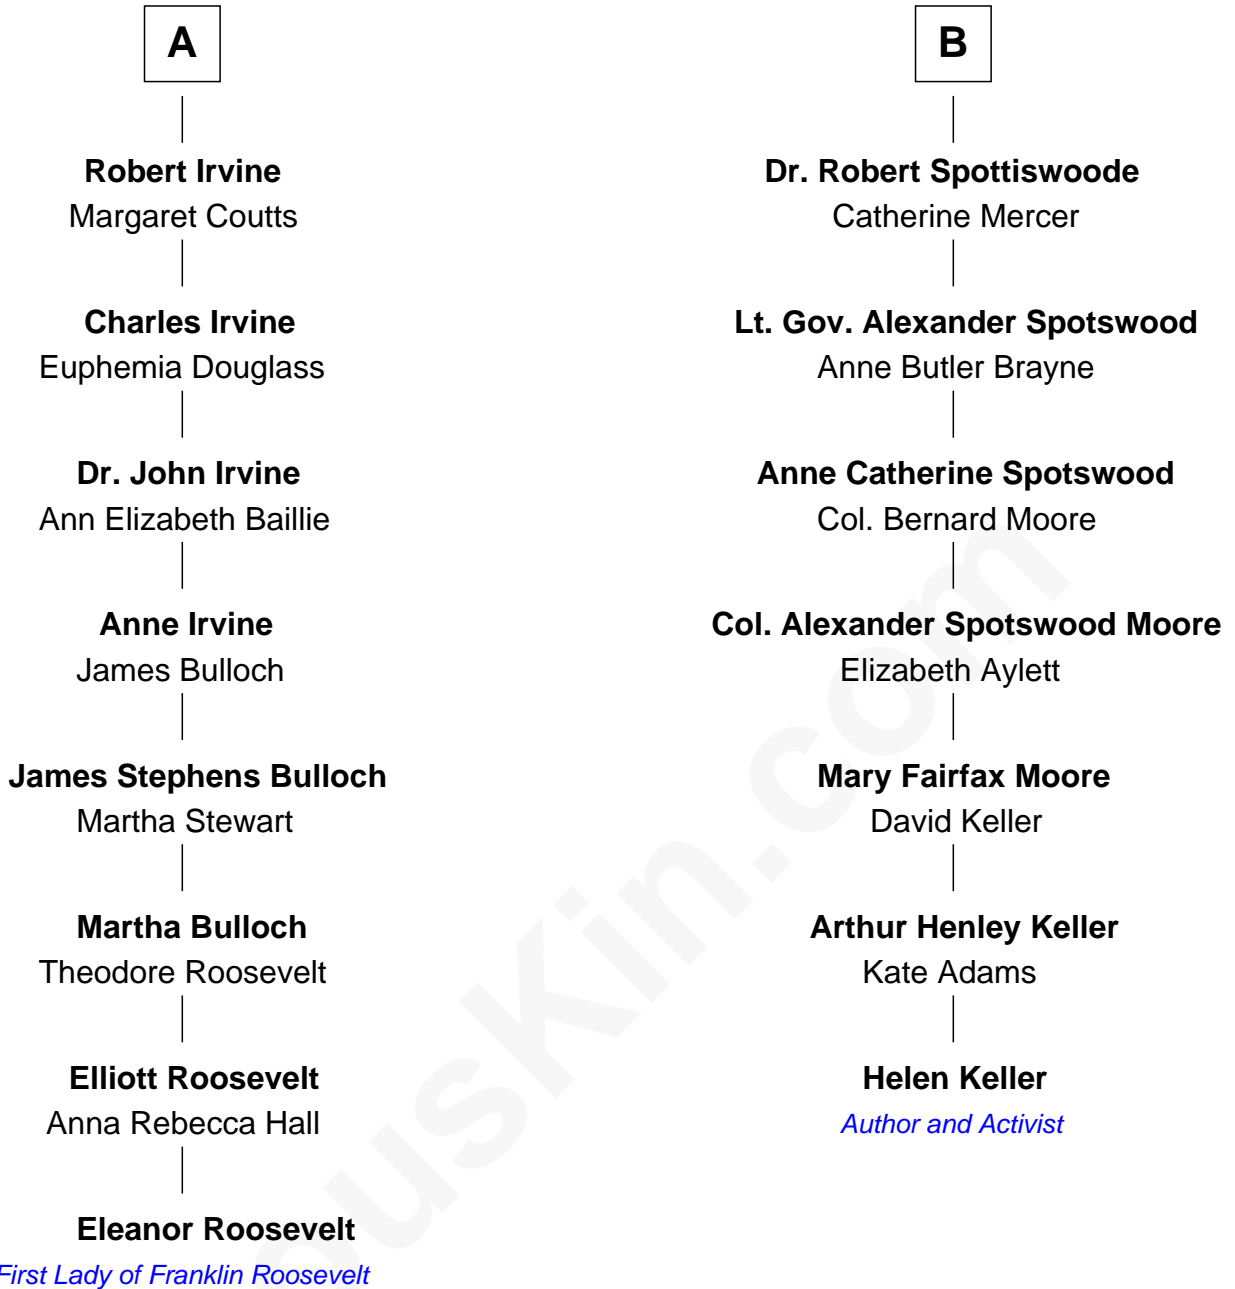 A
Robert Irvine
Margaret Coutts
Charles Irvine
Euphemia Douglass
Dr. John Irvine
Ann Elizabeth Baillie
Anne Irvine
James Bulloch
James Stephens Bulloch
Martha Stewart
Martha Bulloch
Theodore Roosevelt
Elliott Roosevelt
Anna Rebecca Hall
Eleanor Roosevelt
First Lady of Franklin Roosevelt
B
Dr. Robert Spottiswoode
Catherine Mercer
Lt. Gov. Alexander Spotswood
Anne Butler Brayne
Anne Catherine Spotswood
Col. Bernard Moore
Col. Alexander Spotswood Moore
Elizabeth Aylett
Mary Fairfax Moore
David Keller
Arthur Henley Keller
Kate Adams
Helen Keller
Author and Activist
ousKin.com